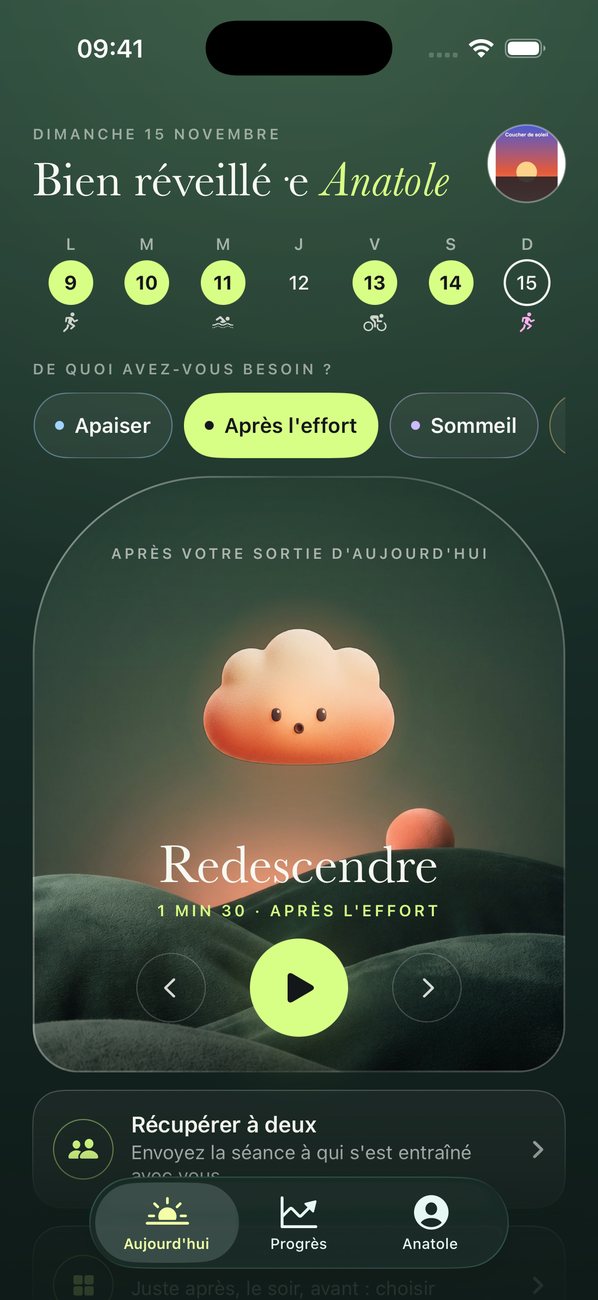 09:41
DIMANCHE 15 NOVEMBRE
Coucher de soleil
Bien réveillé ·e Anatole
L M M J V S D
9 10 11 12 13 14 15
DE QUOI AVEZ-VOUS BESOIN ?
Apaiser Après l'effort Sommeil
APRÈS VOTRE SORTIE D'AUJOURD'HUI
Redescendre
1 MIN 30 · APRÈS L'EFFORT
Récupérer à deux
Envoyez la séance à qui s'est entraîné
avec vous
Aujourd'hui Progrès Anatole
Juste après, le soir, avant : choisir